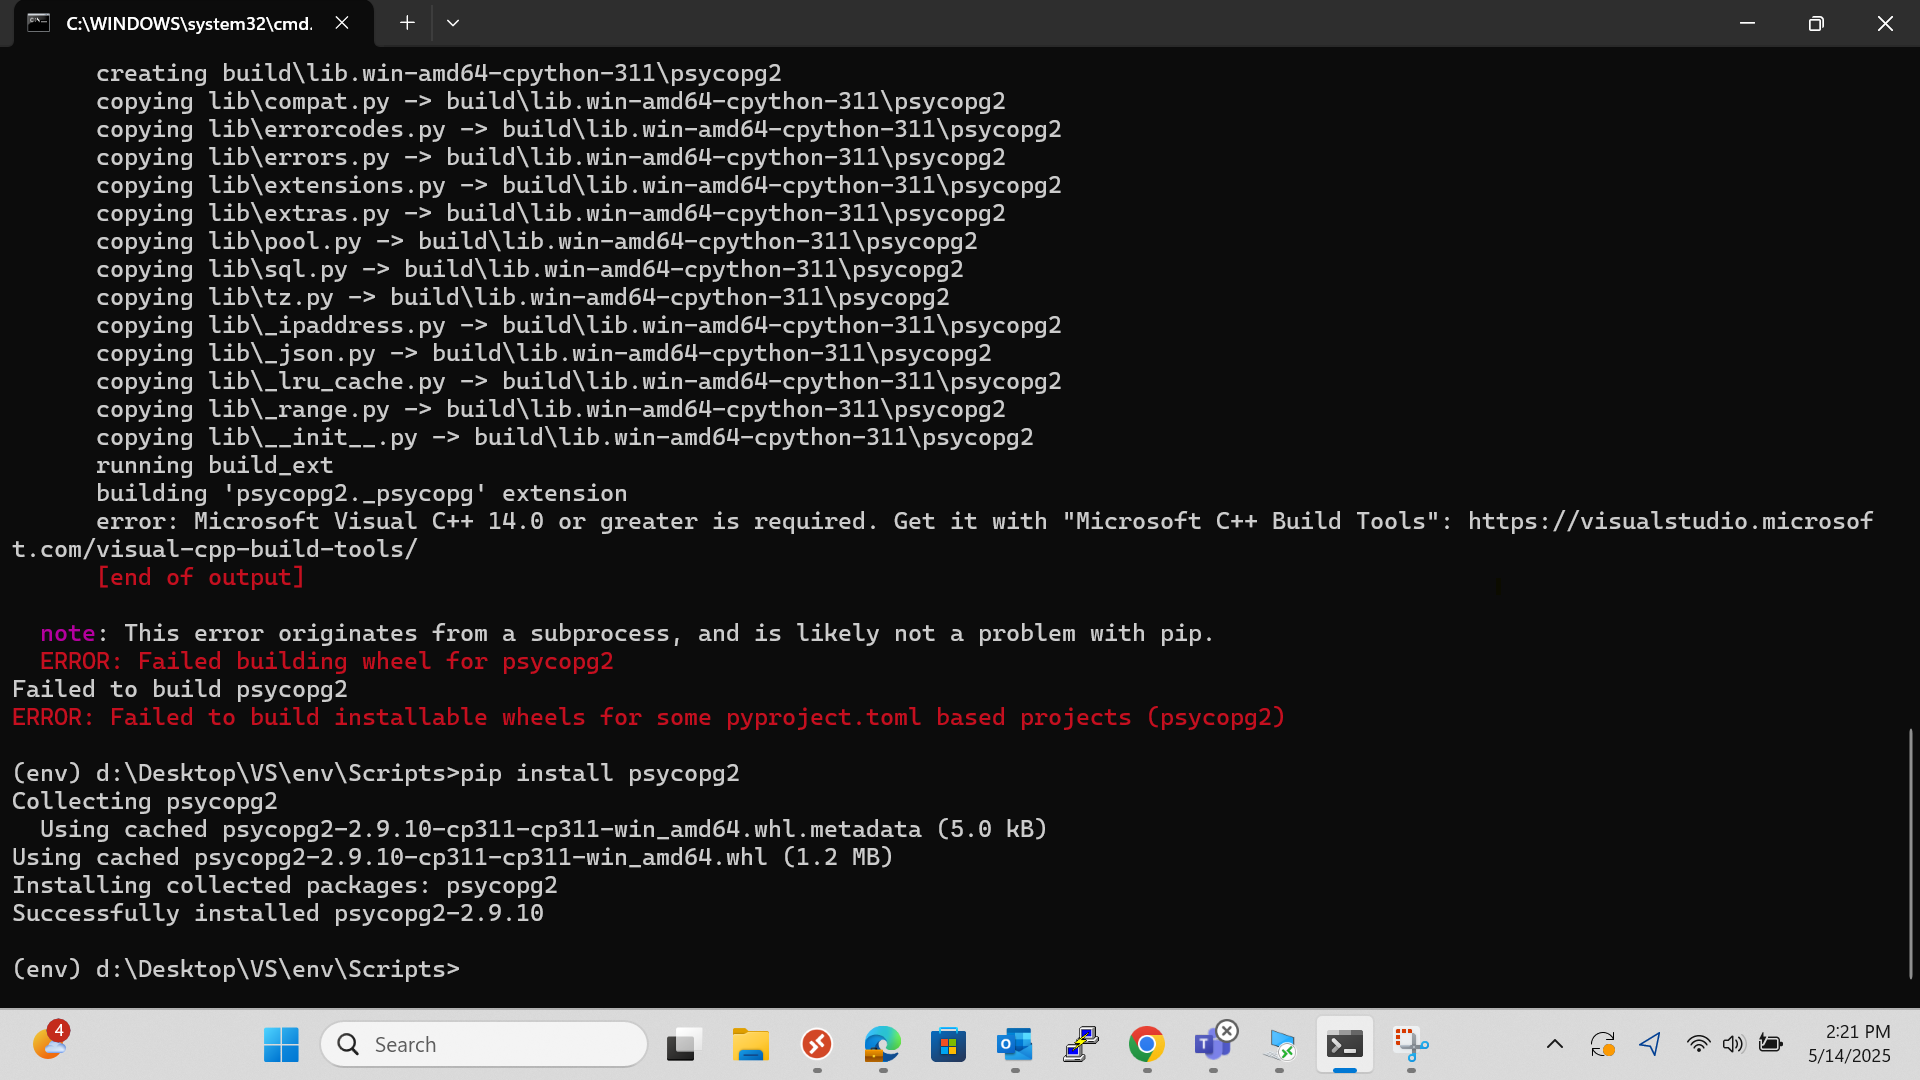 C:\WINDOWS\system32\cmd.
creating build\lib.win-amd64-cpython-311\psycopg2
copying lib\compat.py -> build\lib.win-amd64-cpython-311\psycopg2
copying lib\errorcodes.py -> build\lib.win-amd64-cpython-311\psycopg2
copying lib\errors.py -> build\lib.win-amd64-cpython-311\psycopg2
copying lib\extensions.py -> build\lib.win-amd64-cpython-311\psycopg2
copying lib\extras.py -> build\lib.win-amd64-cpython-311\psycopg2
copying lib\pool.py -> build\lib.win-amd64-cpython-311\psycopg2
copying lib\sql.py -> build\lib.win-amd64-cpython-311\psycopg2
copying lib\tz.py -> build\lib.win-amd64-cpython-311\psycopg2
copying lib\_ipaddress.py -> build\lib.win-amd64-cpython-311\psycopg2
copying lib\_json.py -> build\lib.win-amd64-cpython-311\psycopg2
copying lib\_lru_cache.py -> build\lib.win-amd64-cpython-311\psycopg2
copying lib\_range.py -> build\lib.win-amd64-cpython-311\psycopg2
copying lib\__init__.py -> build\lib.win-amd64-cpython-311\psycopg2
running build_ext
building 'psycopg2._psycopg' extension
error: Microsoft Visual C++ 14.0 or greater is required. Get it with "Microsoft C++ Build Tools": https://visualstudio.microsof
t.com/visual-cpp-build-tools/
[end of output]
note: This error originates from a subprocess, and is likely not a problem with pip.
ERROR: Failed building wheel for psycopg2
Failed to build psycopg2
ERROR: Failed to build installable wheels for some pyproject.toml based projects (psycopg2)
(env) d:\Desktop\VS\env\Scripts>pip install psycopg2
Collecting psycopg2
Using cached psycopg2-2.9.10-cp311-cp311-win_amd64.whl.metadata (5.0 kB)
Using cached psycopg2-2.9.10-cp311-cp311-win_amd64.whl (1.2 MB)
Installing collected packages: psycopg2
Successfully installed psycopg2-2.9.10
(env) d:\Desktop\VS\env\Scripts>
4
Search
2:21 PM
5/14/2025